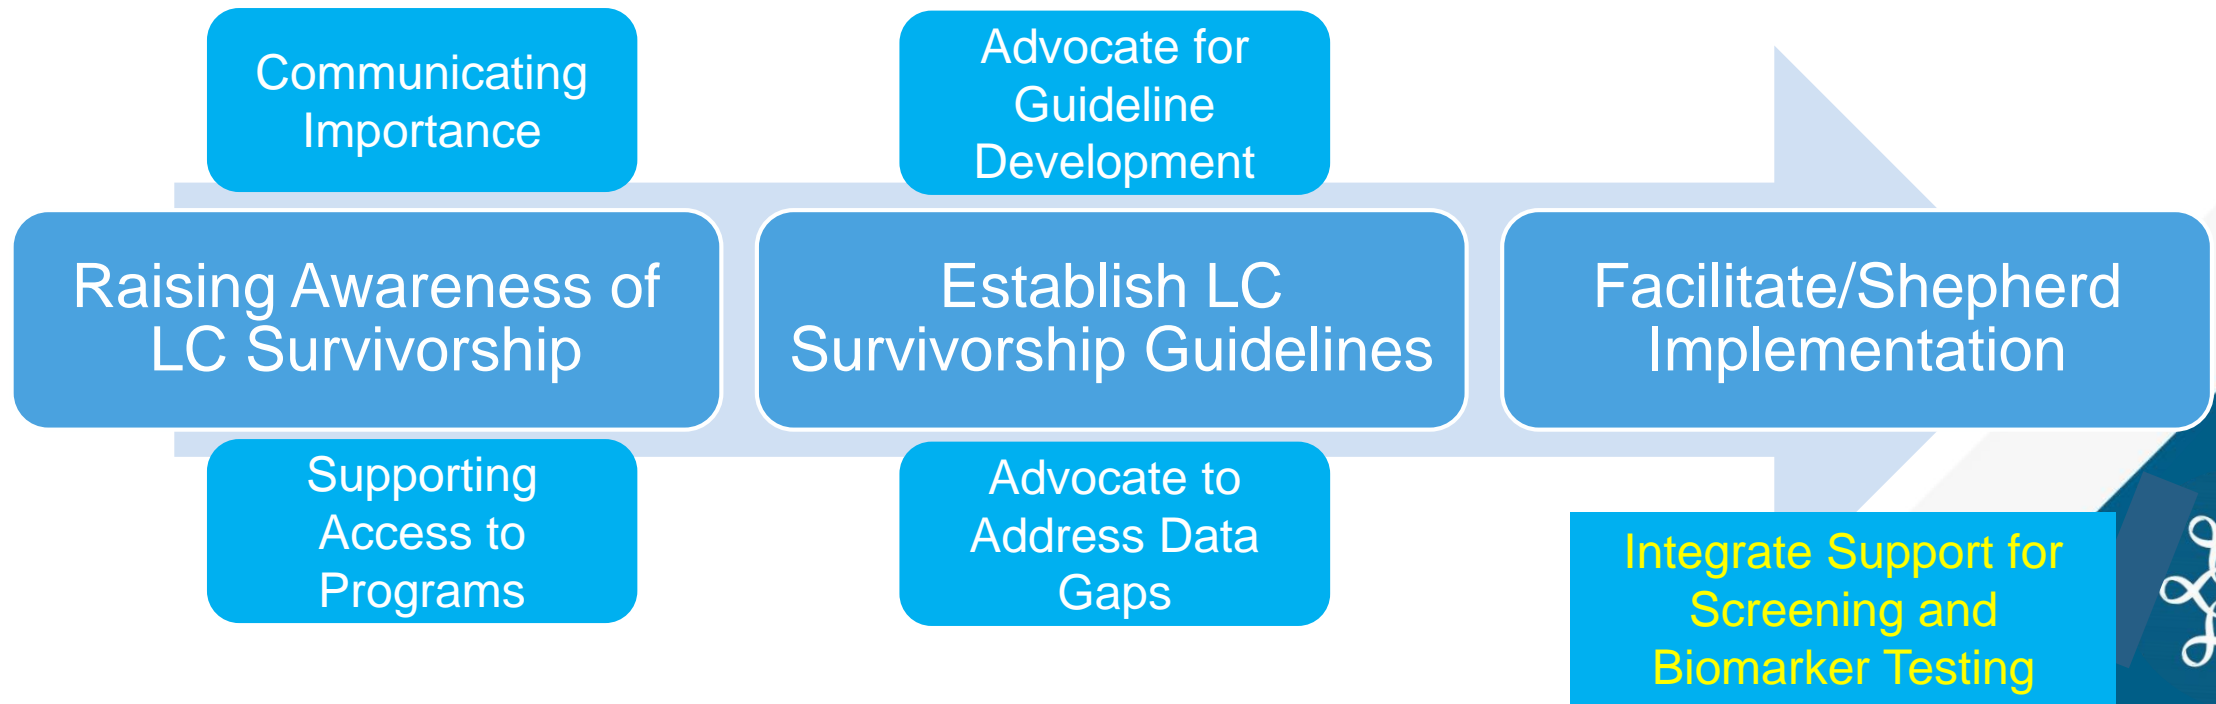 Communicating
Importance
Advocate for
Guideline
Development
Raising Awareness of
LC Survivorship
Establish LC
Survivorship Guidelines
Facilitate/Shepherd
Implementation
Supporting
Access to
Programs
Advocate to
Address Data
Gaps
Integrate Support for
Screening and
Biomarker Testing